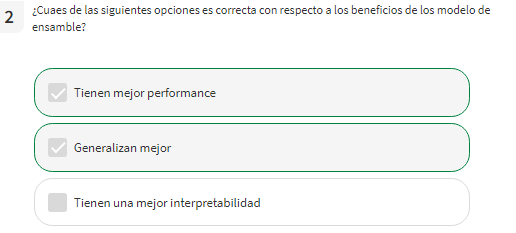 2
¿Cuaes de las siguientes opciones es correcta con respecto a los beneficios de los modelo de
ensamble?
Tienen mejor performance
Generalizan mejor
Tienen una mejor interpretabilidad